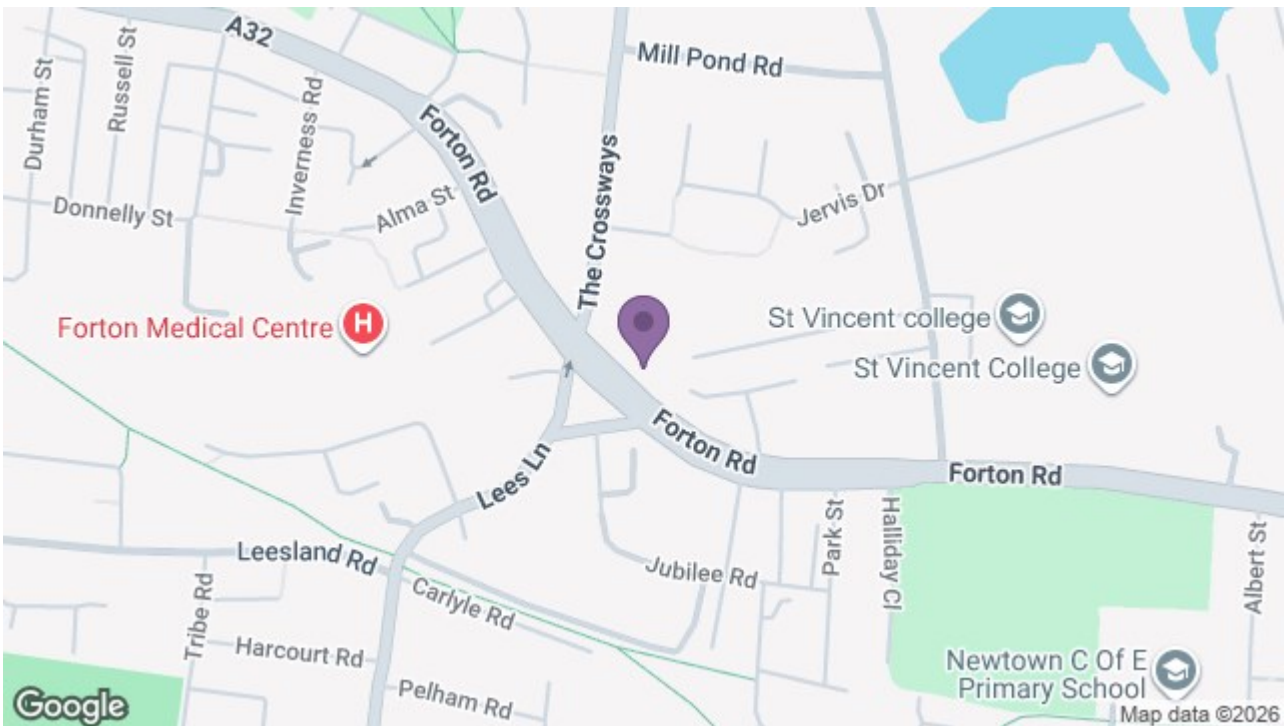 A32
Russell St
Durham St
Mill Pond Rd
Inverness Rd
Forton Rd
The Crossways
Alma St
Jervis Dr
Donnelly St
Forton Medical Centre
H
St Vincent college
St Vincent College
Forton Rd
Forton Rd
Lees Ln
Park St
Halliday Cl
Albert St
Leesland Rd
Jubilee Rd
Tribe Rd
Carlyle Rd
Harcourt Rd
Newtown C Of E
Primary School
Pelham Rd
Google
Map data ©2026